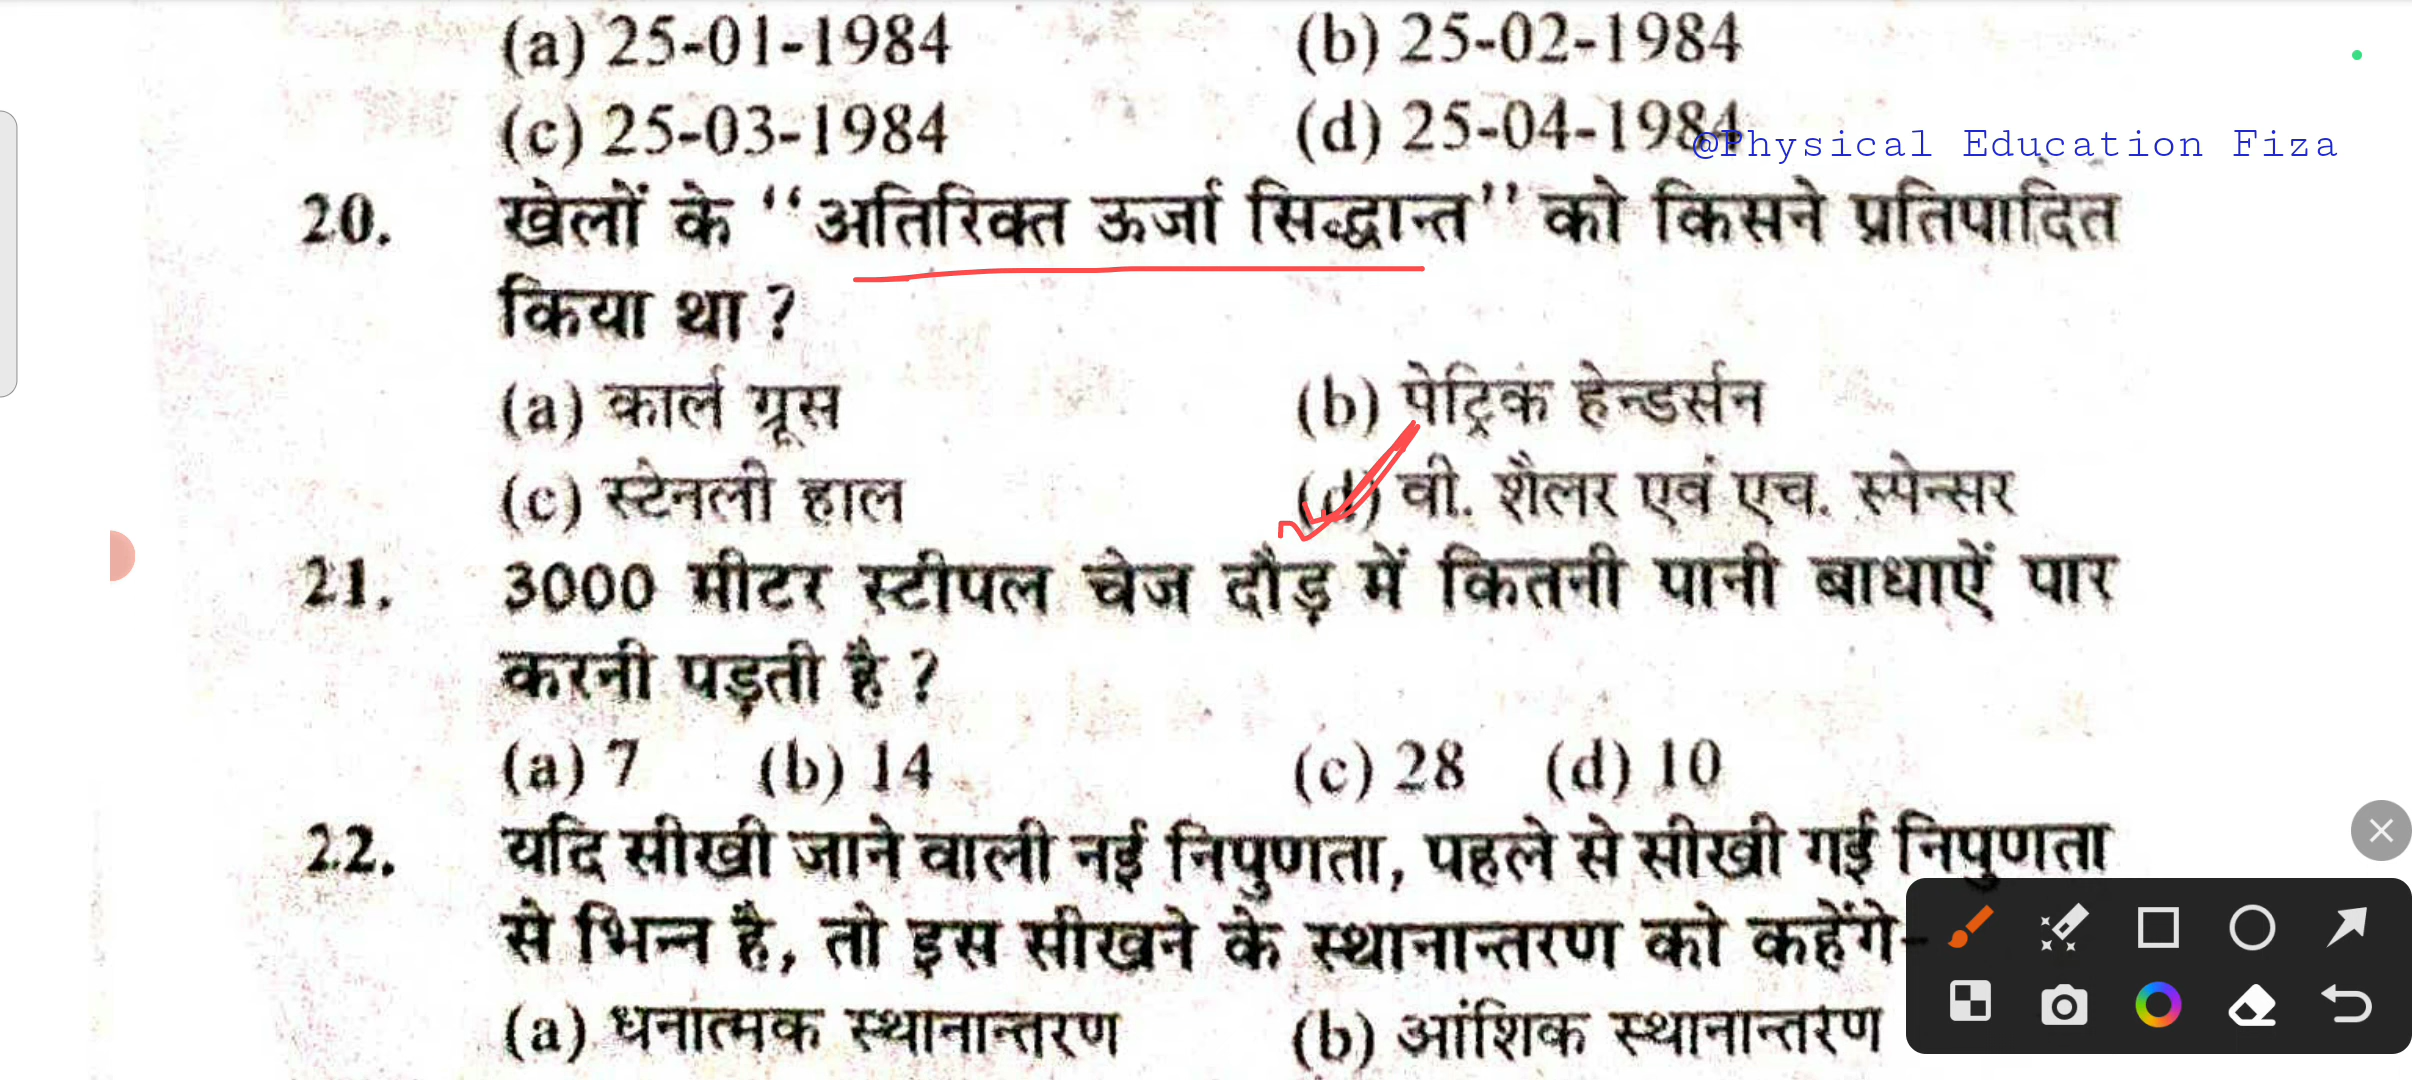 (a) 25-01-1984 (b) 25-02-1984
(c) 25-03-1984 (d) 25-04-1984
@Physical Education Fiza
20. खेलों के "अतिरिक्त ऊर्जा सिद्धान्त" को किसने प्रतिपादित
किया था ?
(a) कार्ल ग्रूस (b) पेट्रिक हेन्डर्सन
(c) स्टेनली हाल (d) वी. शैलर एवं एच. स्पेन्सर
21. 3000 मीटर स्टीपल चेज दौड़ में कितनी पानी बाधाऐं पार
करनी पड़ती है ?
(a) 7 (b) 14 (c) 28 (d) 10
22. यदि सीखी जाने वाली नई निपुणता, पहले से सीखी गई निपुणता
से भिन्न है, तो इस सीखने के स्थानान्तरण को कहेंगे-
(a) धनात्मक स्थानान्तरण (b) आंशिक स्थानान्तरण